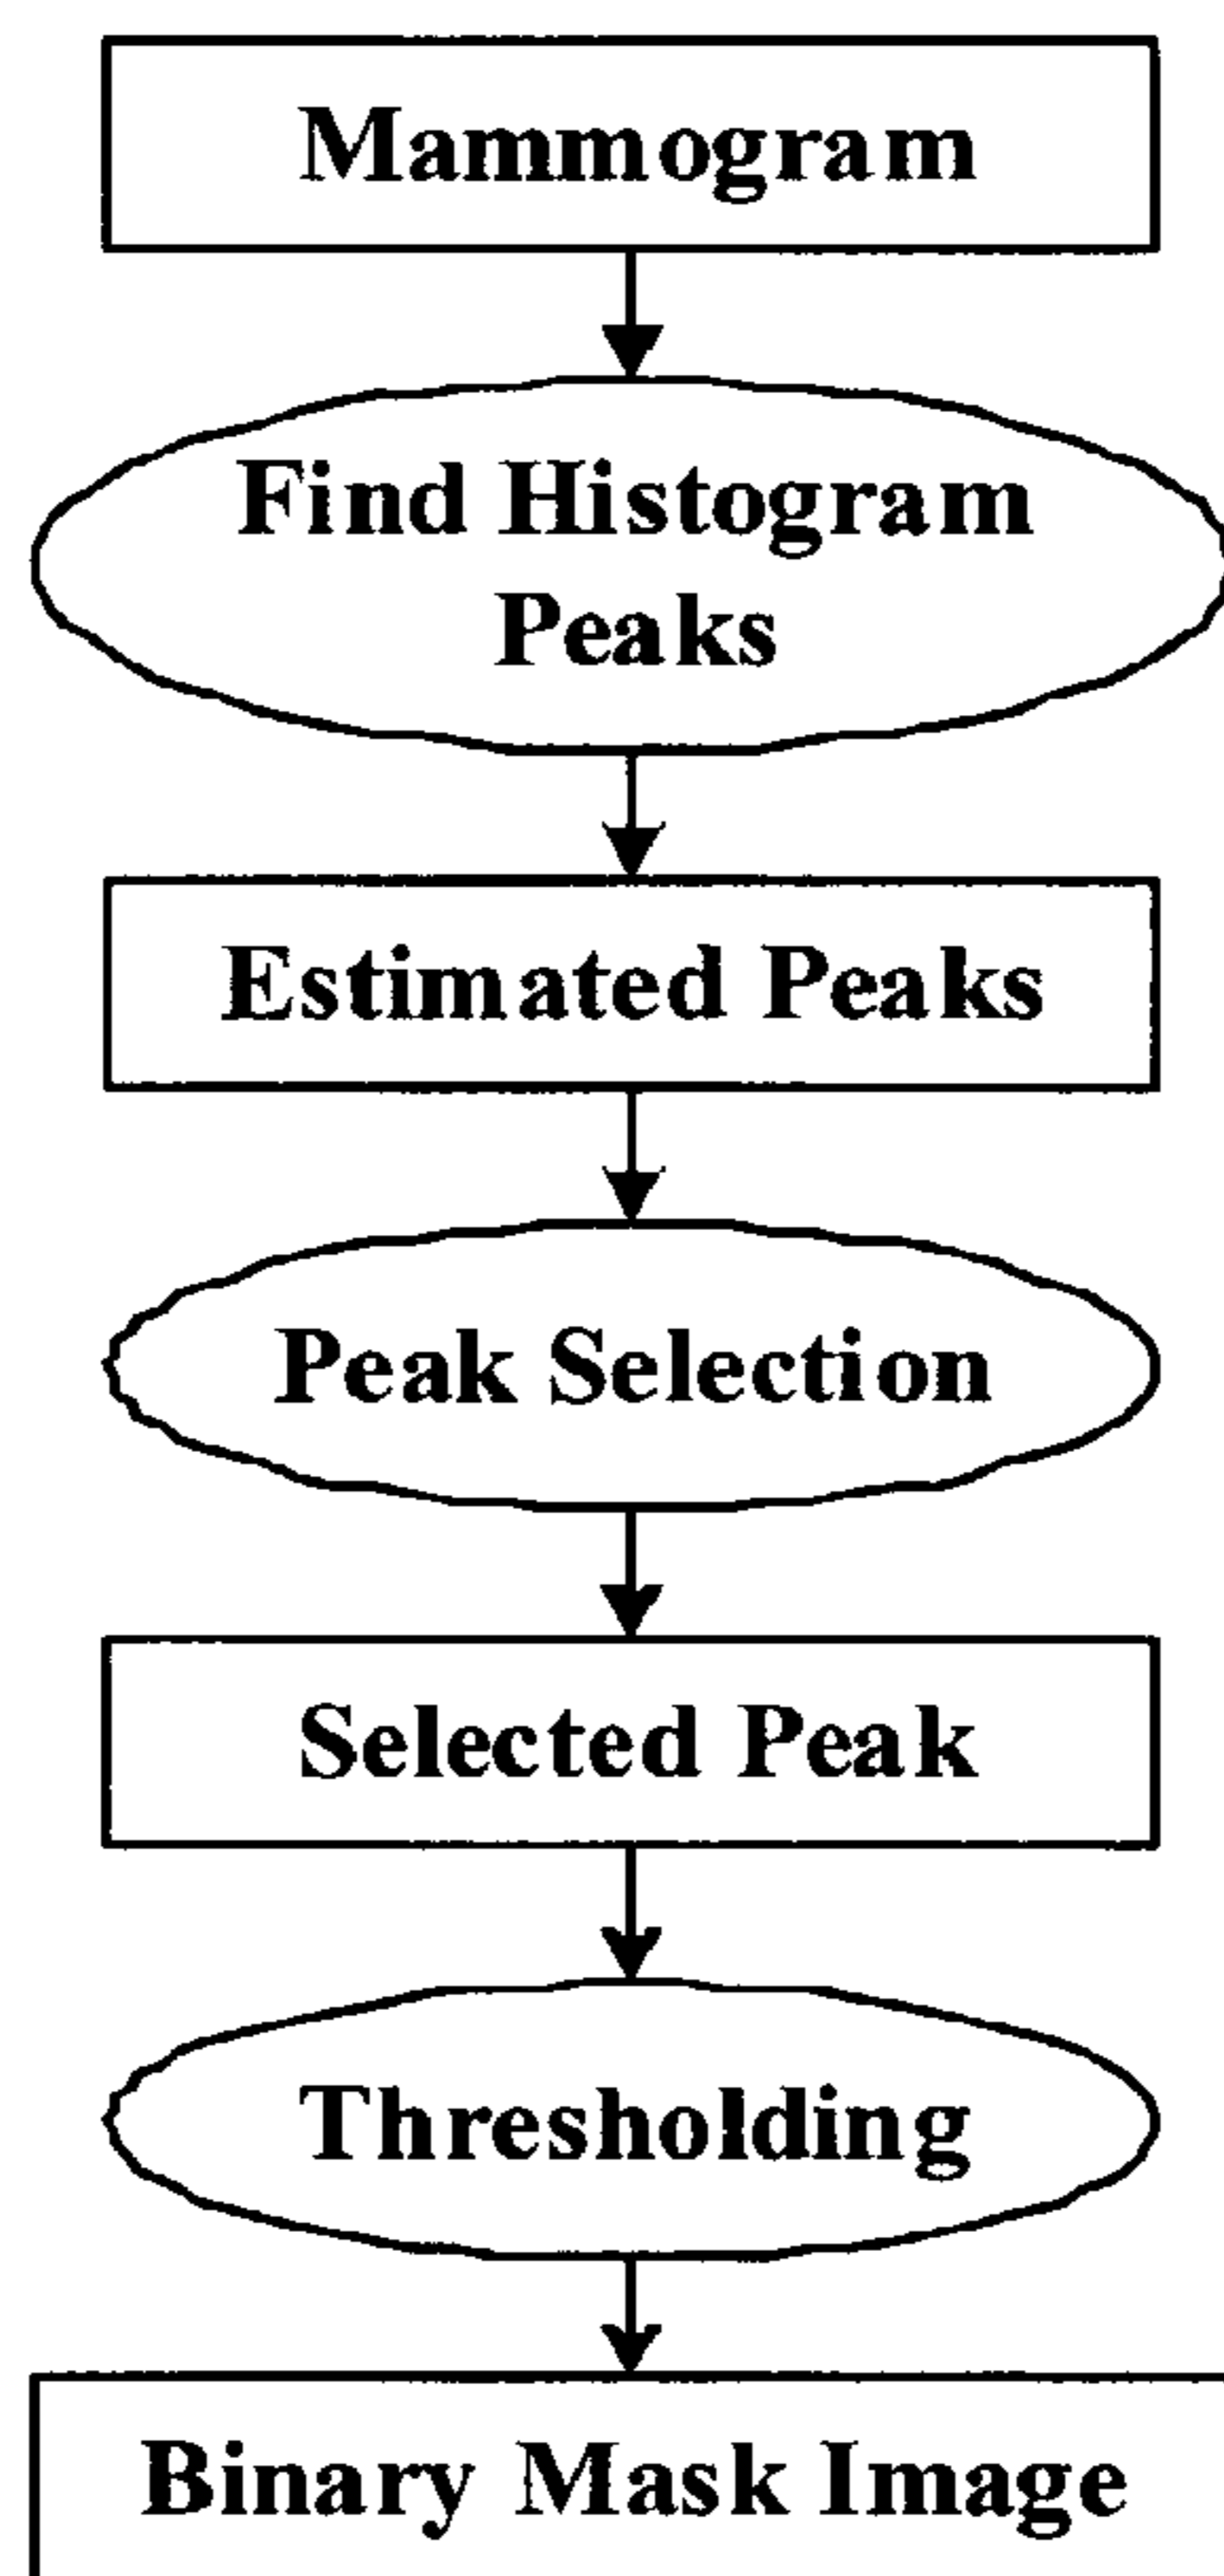 Mammogram
Find Histogram
Peaks
Estimated Peaks
Peak Selection
Selected Peak
Thresholding
Binary Mask Image